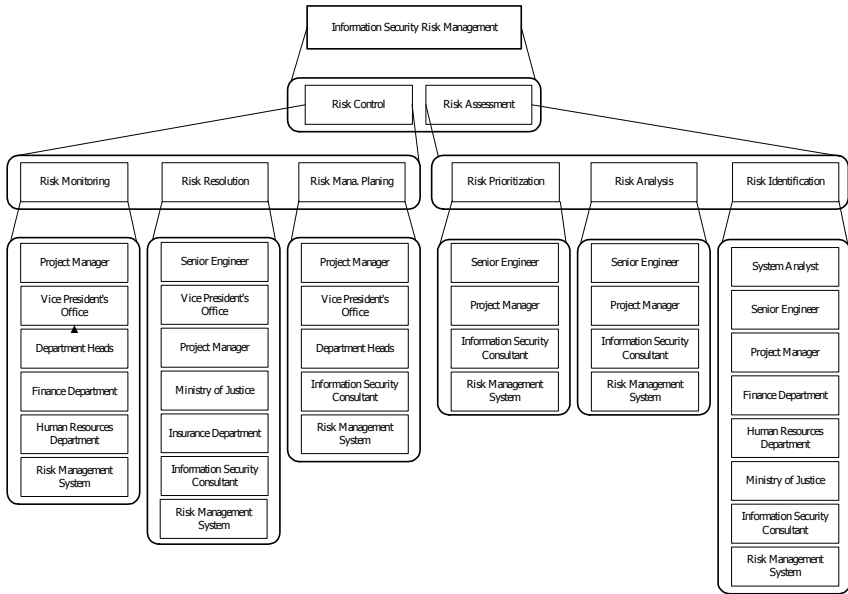 Information Security Risk Management
Risk Control
Risk Assessment
Risk Monitoring
Risk Resolution
Risk Mana. Planing
Risk Prioritization
Risk Analysis
Risk Identification
Project Manager
Vice President's
Office
Department Heads
Finance Department
Human Resources
Department
Risk Management
System
Senior Engineer
Vice President's
Office
Project Manager
Ministry of Justice
Insurance Department
Information Security
Consultant
Risk Management
System
Project Manager
Vice President's
Office
Department Heads
Information Security
Consultant
Risk Management
System
Senior Engineer
Project Manager
Information Security
Consultant
Risk Management
System
Senior Engineer
Project Manager
Information Security
Consultant
Risk Management
System
System Analyst
Senior Engineer
Project Manager
Finance Department
Human Resources
Department
Ministry of Justice
Information Security
Consultant
Risk Management
System